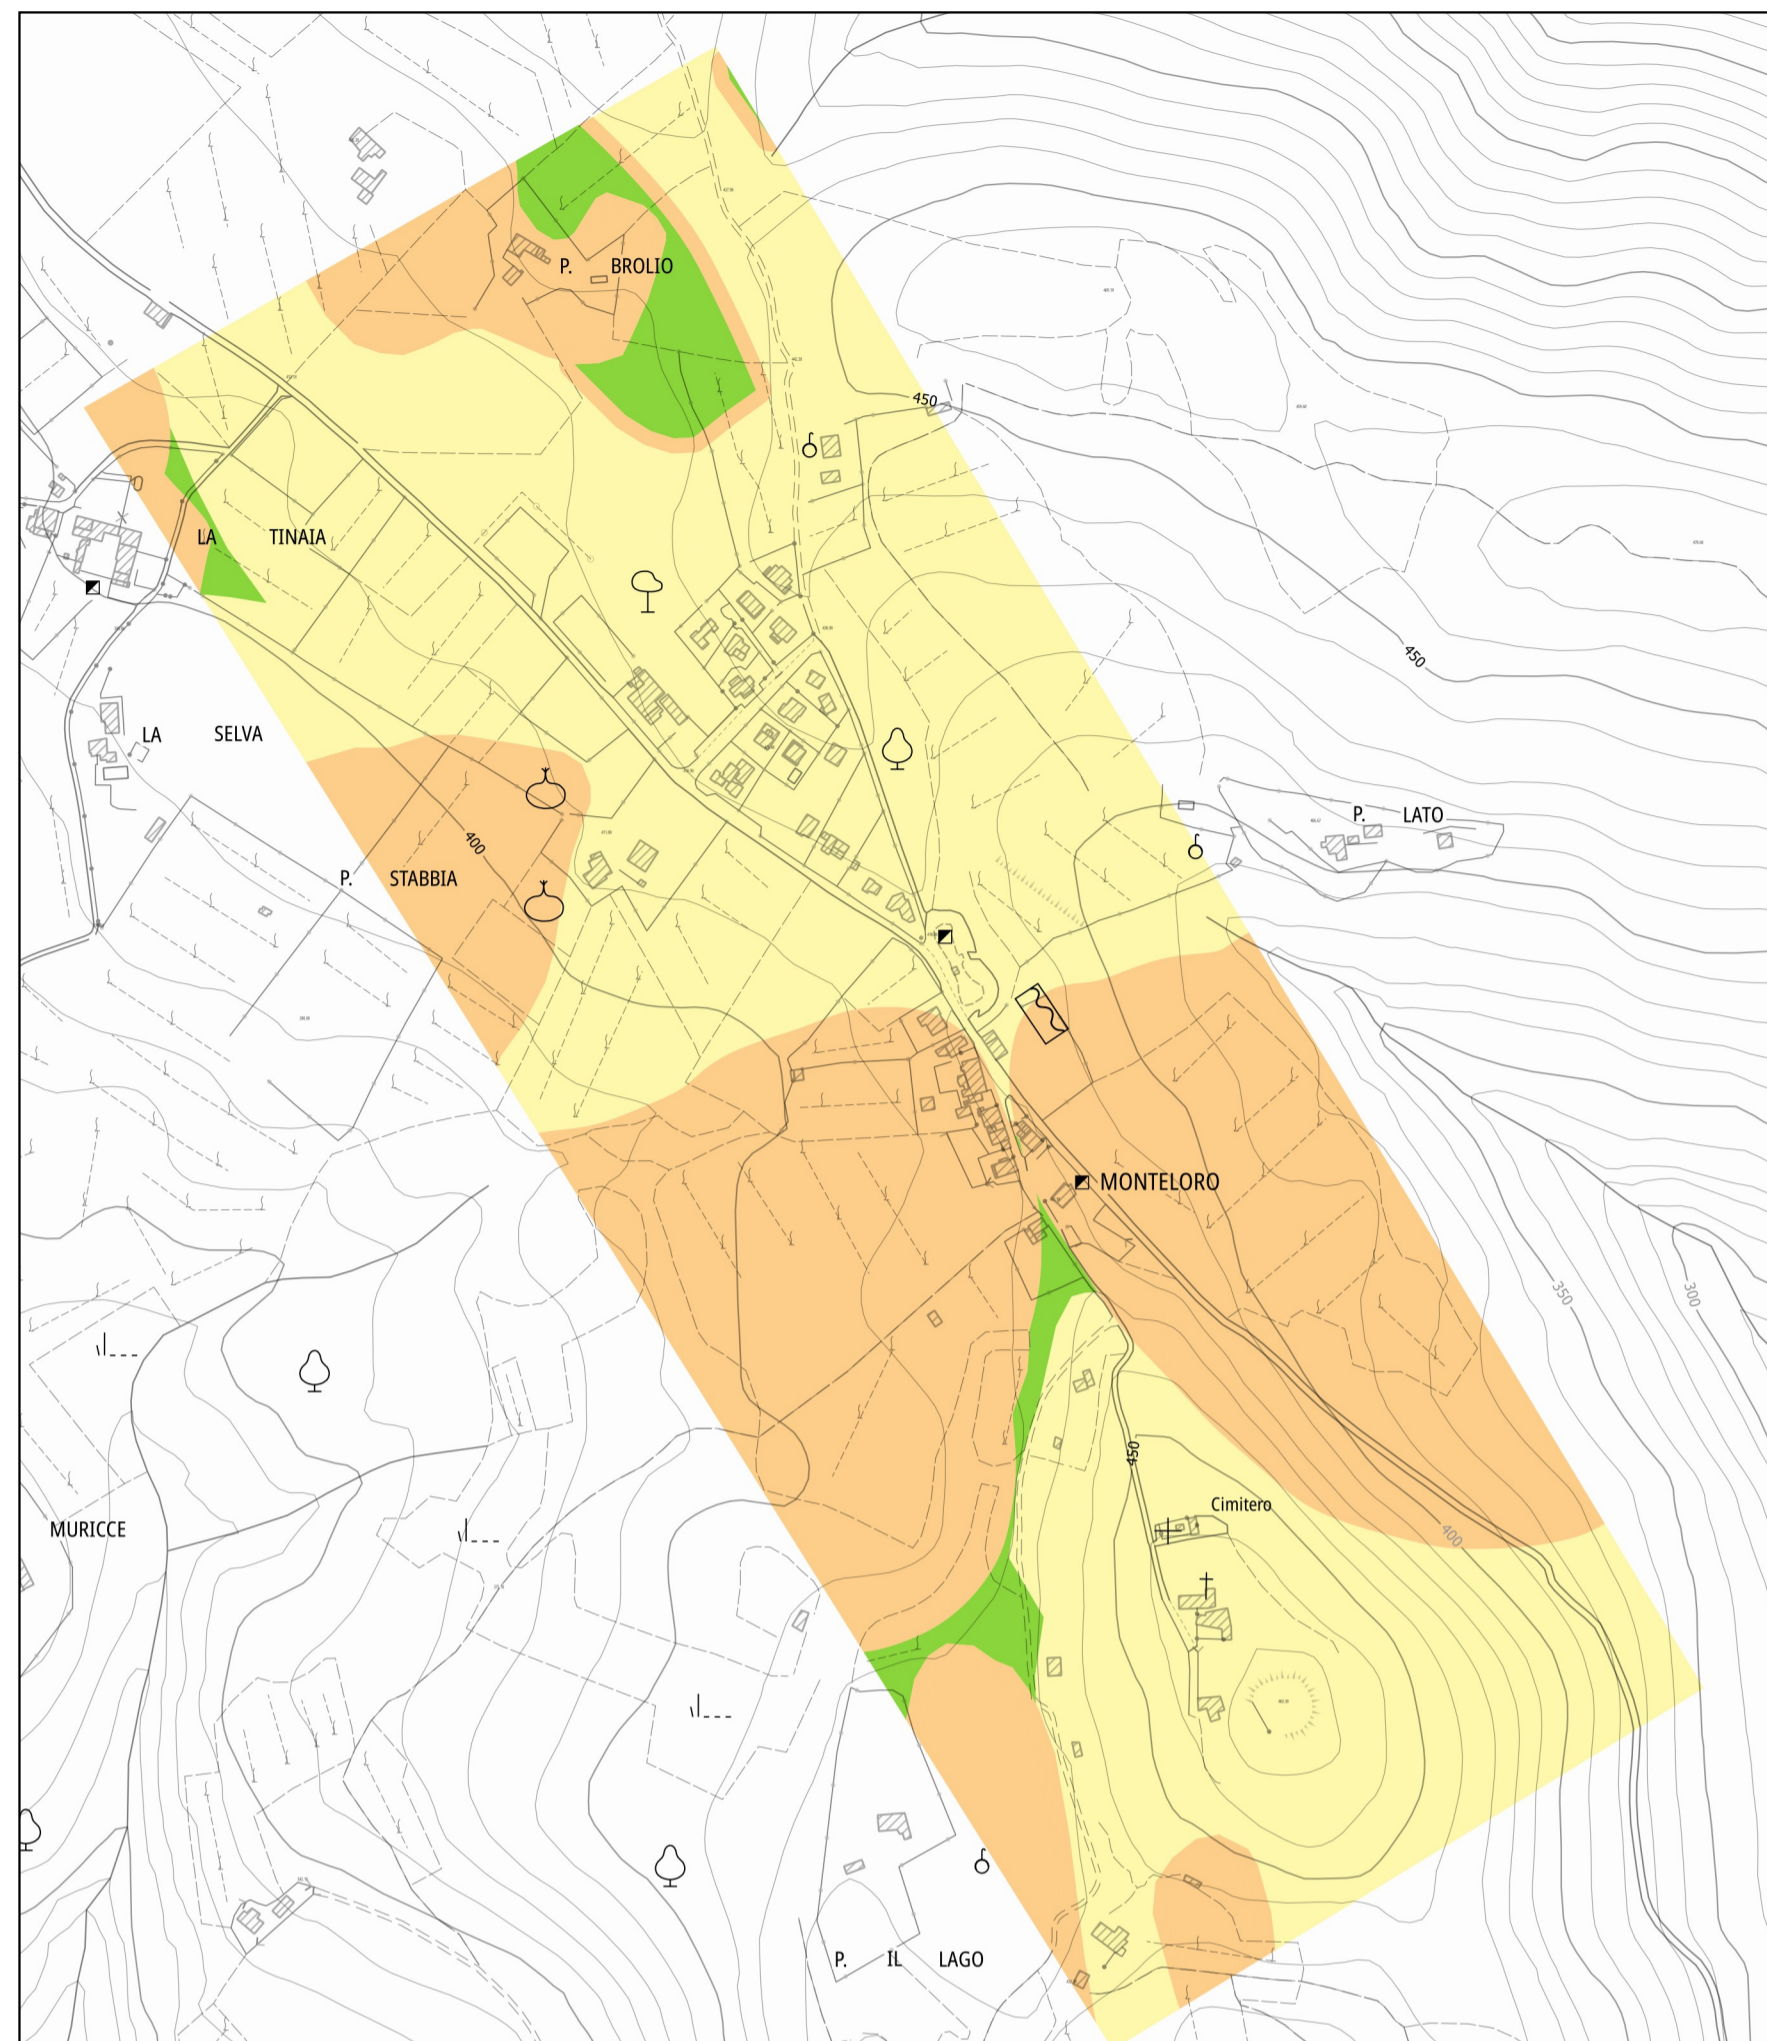 P. BROLIO
450
LA TINAIA
450
LA SELVA
P. LATO
400
P. STABBIA
MONTELORO
350
300
450
Cimitero
MURICCE
400
P. IL LAGO